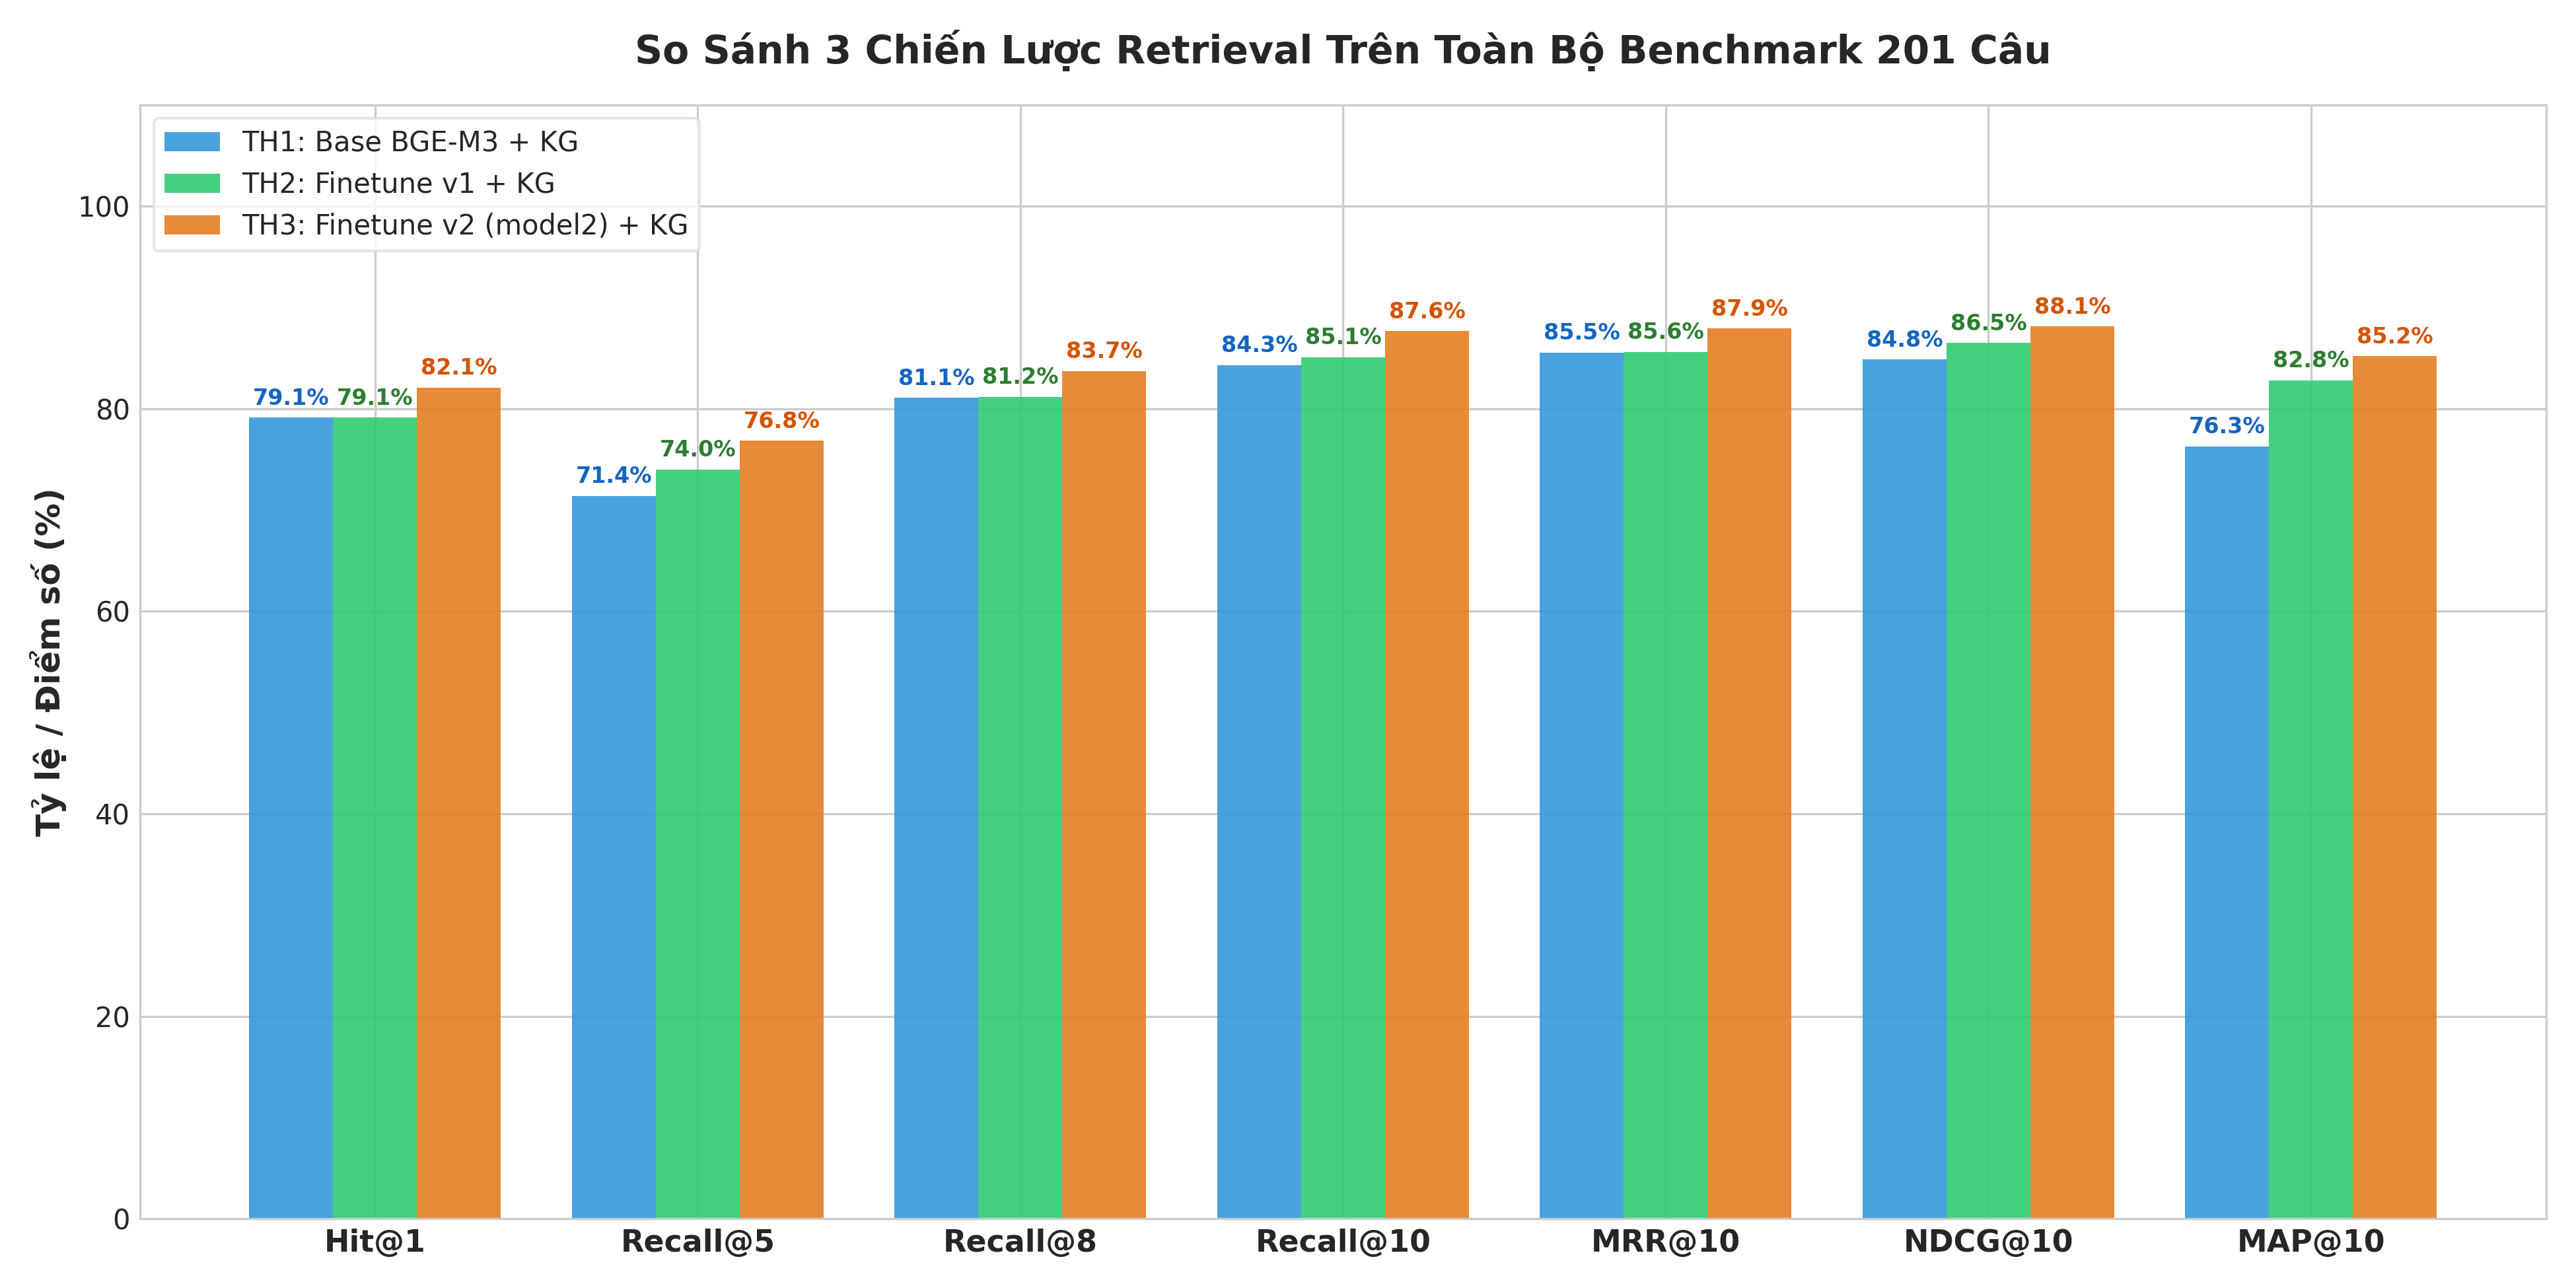 So Sánh 3 Chiến Lược Retrieval Trên Toàn Bộ Benchmark 201 Câu
TH1: Base BGE-M3 + KG
TH2: Finetune v1 + KG
TH3: Finetune v2 (model2) + KG
Tỷ lệ / Điểm số (%)
100
80
60
40
20
0
79.1% 79.1% 82.1%
71.4% 74.0% 76.8%
81.1% 81.2% 83.7%
84.3% 85.1% 87.6%
85.5% 85.6% 87.9%
84.8% 86.5% 88.1%
76.3% 82.8% 85.2%
Hit@1 Recall@5 Recall@8 Recall@10 MRR@10 NDCG@10 MAP@10